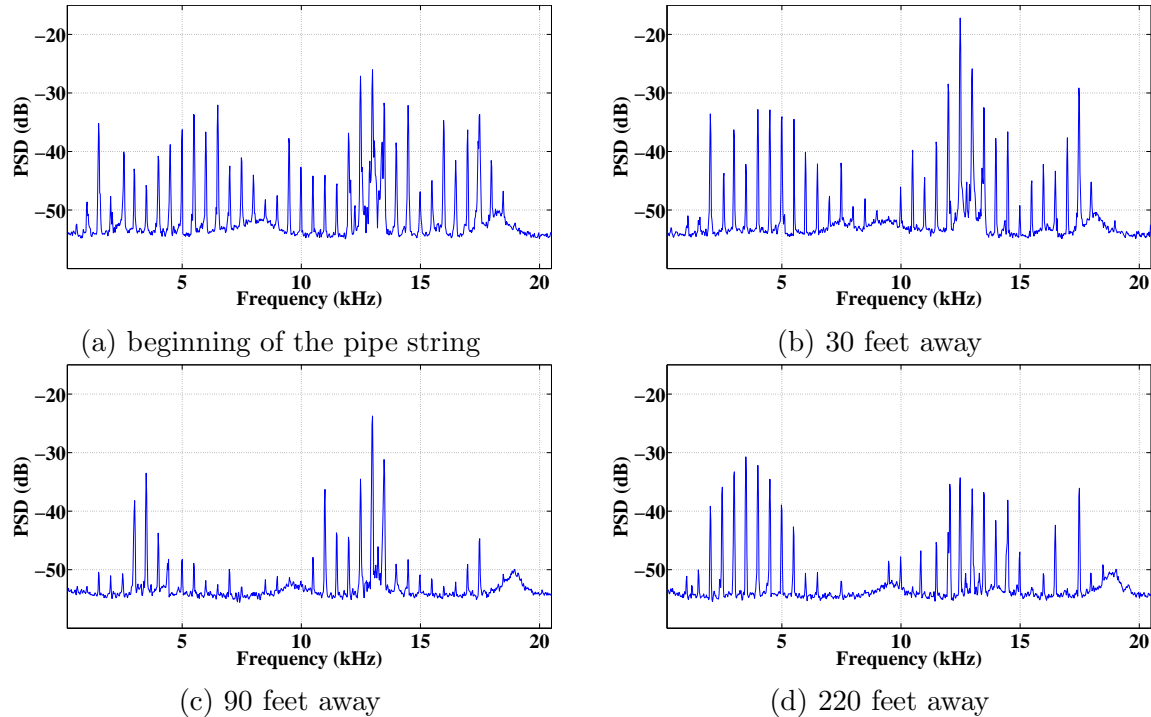 −20
−30
−40
−50
PSD (dB)
5 10 15 20
Frequency (kHz)
(a) beginning of the pipe string
−20
−30
−40
−50
PSD (dB)
5 10 15 20
Frequency (kHz)
(b) 30 feet away
−20
−30
−40
−50
PSD (dB)
5 10 15 20
Frequency (kHz)
(c) 90 feet away
−20
−30
−40
−50
PSD (dB)
5 10 15 20
Frequency (kHz)
(d) 220 feet away